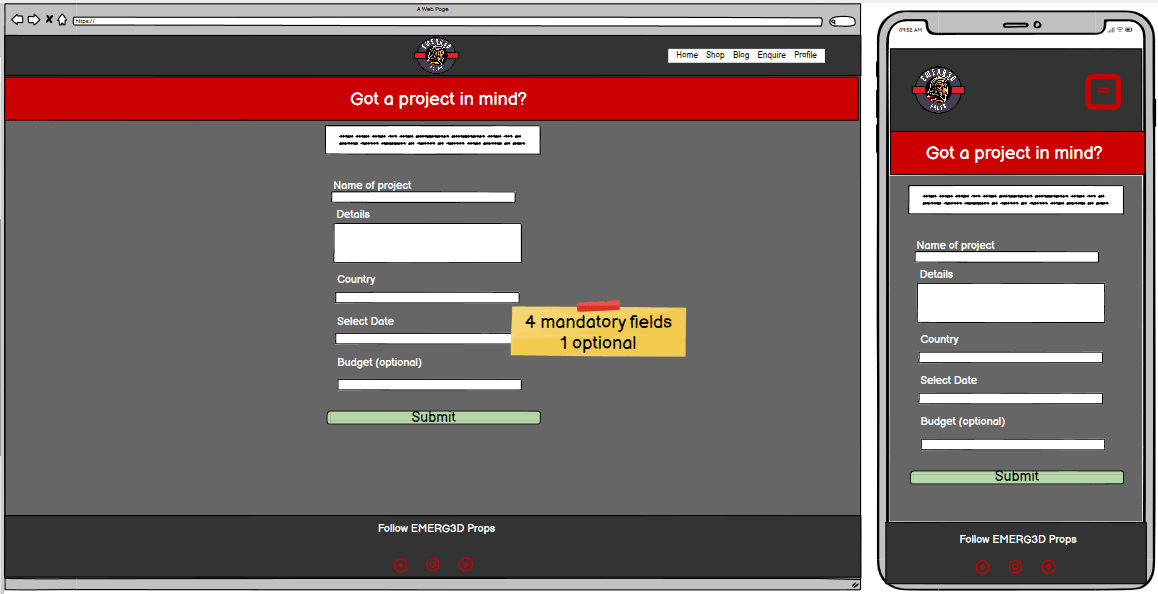 A Web Page
https://
EMERG3D
Home Shop Blog Enquire Profile
Got a project in mind?
Name of project
Details
Country
Select Date
4 mandatory fields
1 optional
Budget (optional)
Submit
Follow EMERG3D Props
09:52 AM
EMERG3D
Got a project in mind?
Name of project
Details
Country
Select Date
Budget (optional)
Submit
Follow EMERG3D Props